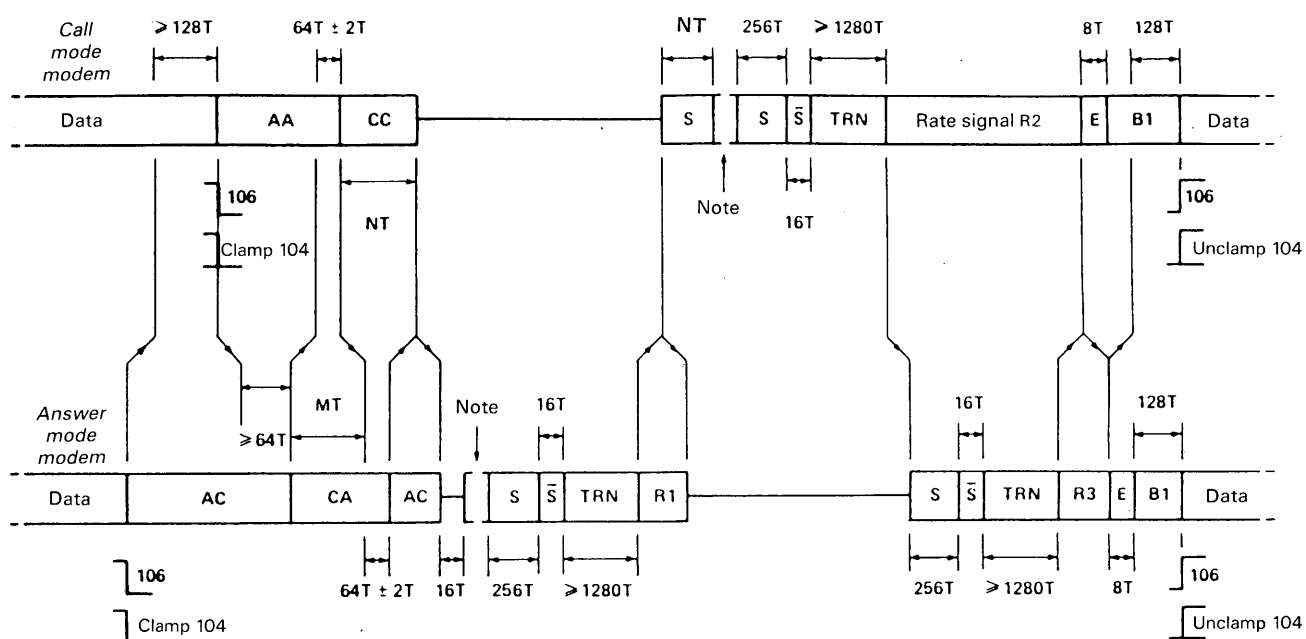 Call
mode
modem
⩾ 128T
64T ± 2T
NT
256T
⩾ 1280T
8T
128T
Data
AA
CC
S
S
S̄
TRN
Rate signal R2
E
B1
Data
106
NT
Note
16T
106
Clamp 104
Unclamp 104
Answer
mode
modem
⩾ 64T
MT
Note
16T
16T
128T
Data
AC
CA
AC
S
S̄
TRN
R1
S
S̄
TRN
R3
E
B1
Data
106
64T ± 2T
16T
256T
⩾ 1280T
256T
⩾ 1280T
8T
106
Clamp 104
Unclamp 104